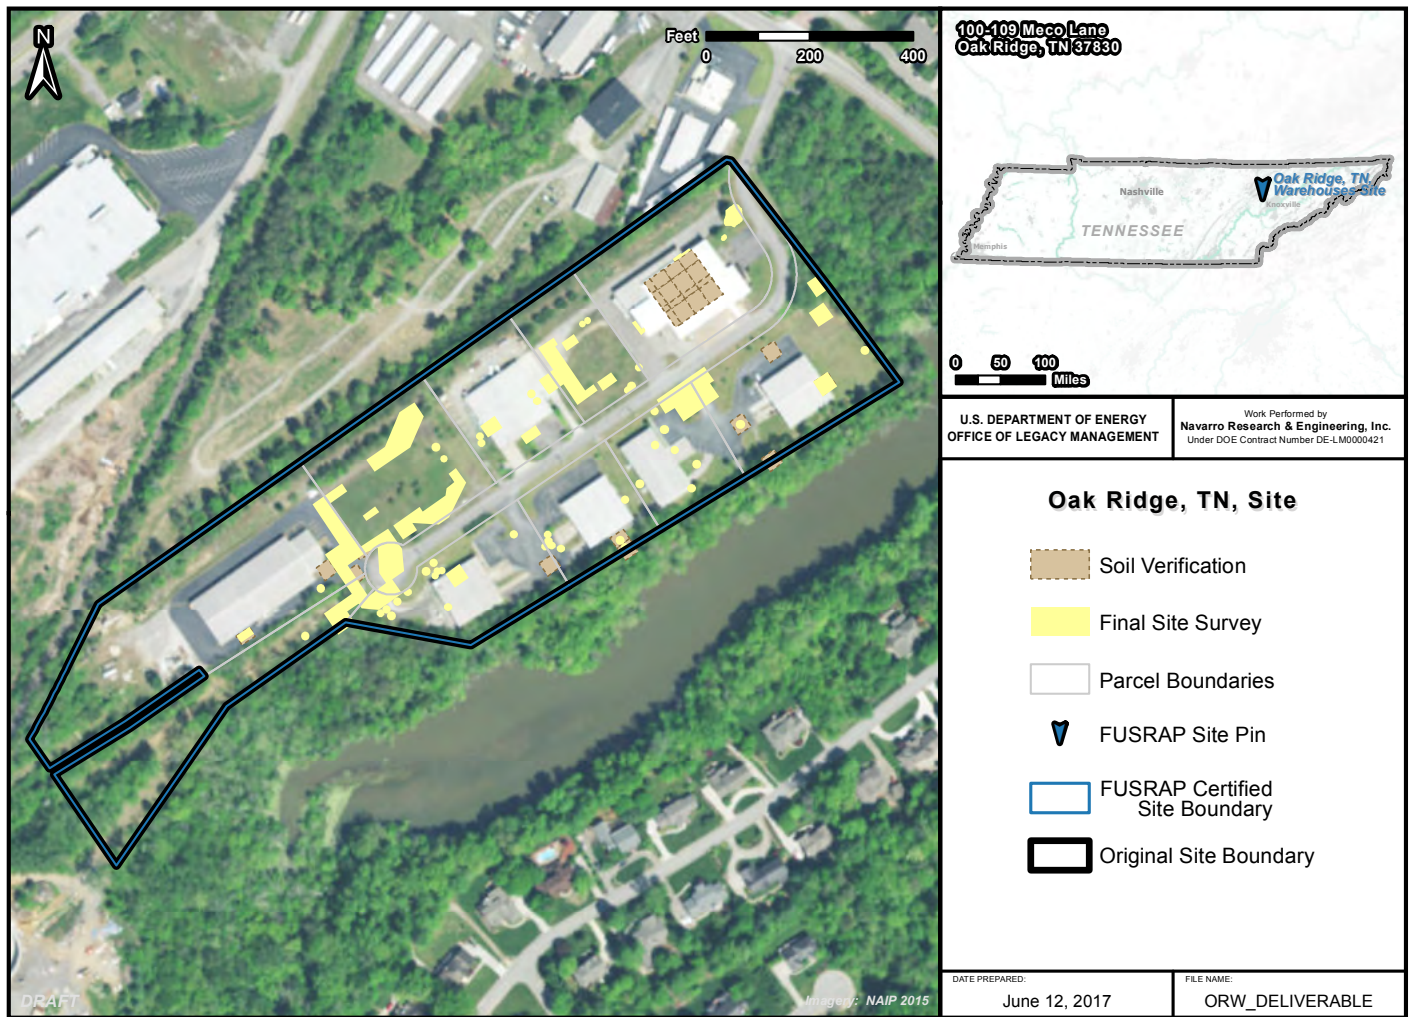 N
Feet
0 200 400
DRAFT
Imagery: NAIP 2015
100-109 Meco Lane
Oak Ridge, TN 37830
Oak Ridge, TN,
Warehouses Site
Nashville
Knoxville
TENNESSEE
Memphis
0 50 100
Miles
U.S. DEPARTMENT OF ENERGY
OFFICE OF LEGACY MANAGEMENT
Work Performed by
Navarro Research & Engineering, Inc.
Under DOE Contract Number DE-LM0000421
Oak Ridge, TN, Site
Soil Verification
Final Site Survey
Parcel Boundaries
FUSRAP Site Pin
FUSRAP Certified
Site Boundary
Original Site Boundary
DATE PREPARED:
June 12, 2017
FILE NAME:
ORW_DELIVERABLE